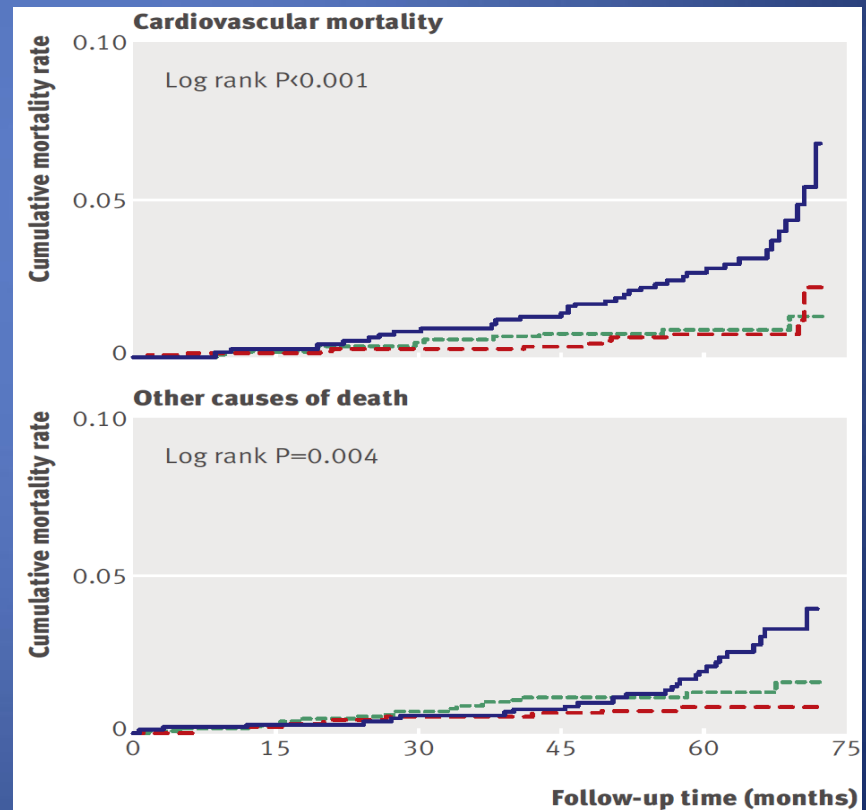 Cardiovascular mortality
Cumulative mortality rate
0.10
Log rank P<0.001
0.05
0
Other causes of death
Cumulative mortality rate
0.10
Log rank P=0.004
0.05
0
0 15 30 45 60 75
Follow-up time (months)